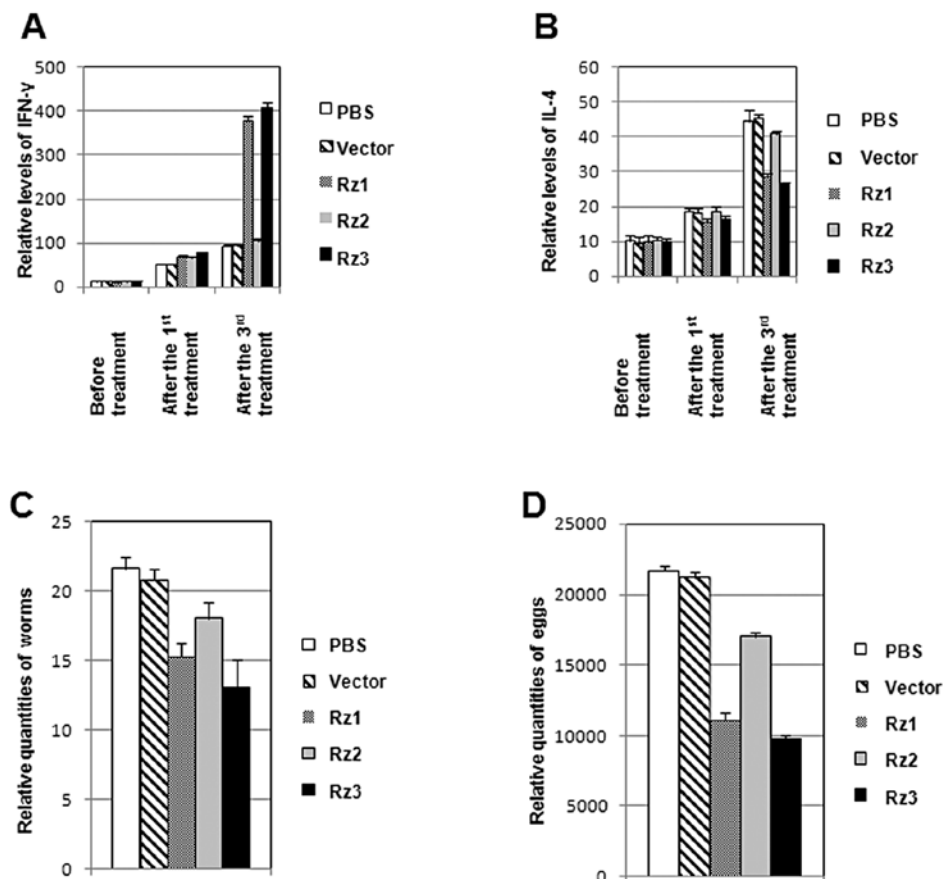 A
Relative levels of IFN-γ
500
400
300
200
100
0
Before treatment
After the 1st treatment
After the 3rd treatment
PBS
Vector
Rz1
Rz2
Rz3
B
Relative levels of IL-4
60
50
40
30
20
10
0
Before treatment
After the 1st treatment
After the 3rd treatment
PBS
Vector
Rz1
Rz2
Rz3
C
Relative quantities of worms
25
20
15
10
5
0
PBS
Vector
Rz1
Rz2
Rz3
D
Relative quantities of eggs
25000
20000
15000
10000
5000
0
PBS
Vector
Rz1
Rz2
Rz3